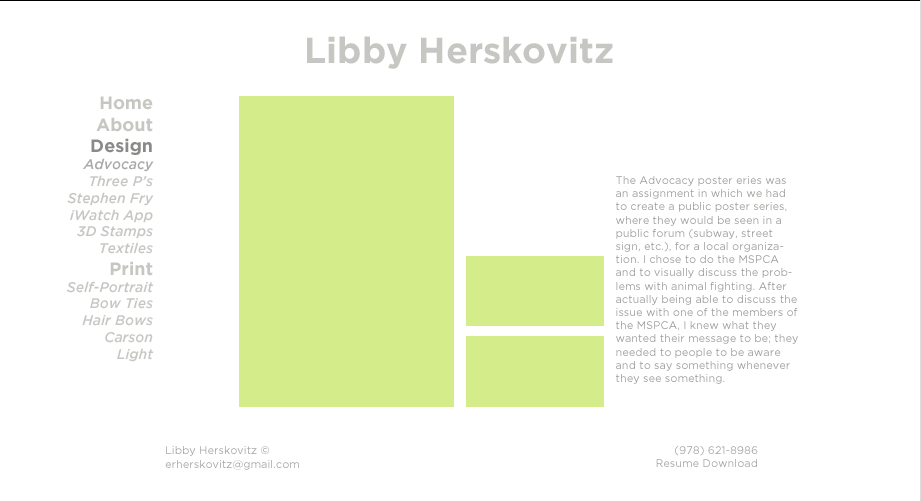 Libby Herskovitz
Home
About
Design
Advocacy
Three P's
Stephen Fry
iWatch App
3D Stamps
Textiles
Print
Self-Portrait
Bow Ties
Hair Bows
Carson
Light
The Advocacy poster eries was
an assignment in which we had
to create a public poster series,
where they would be seen in a
public forum (subway, street
sign, etc.), for a local organiza-
tion. I chose to do the MSPCA
and to visually discuss the prob-
lems with animal fighting. After
actually being able to discuss the
issue with one of the members of
the MSPCA, I knew what they
wanted their message to be; they
needed to people to be aware
and to say something whenever
they see something.
Libby Herskovitz ©
erherskovitz@gmail.com
(978) 621-8986
Resume Download